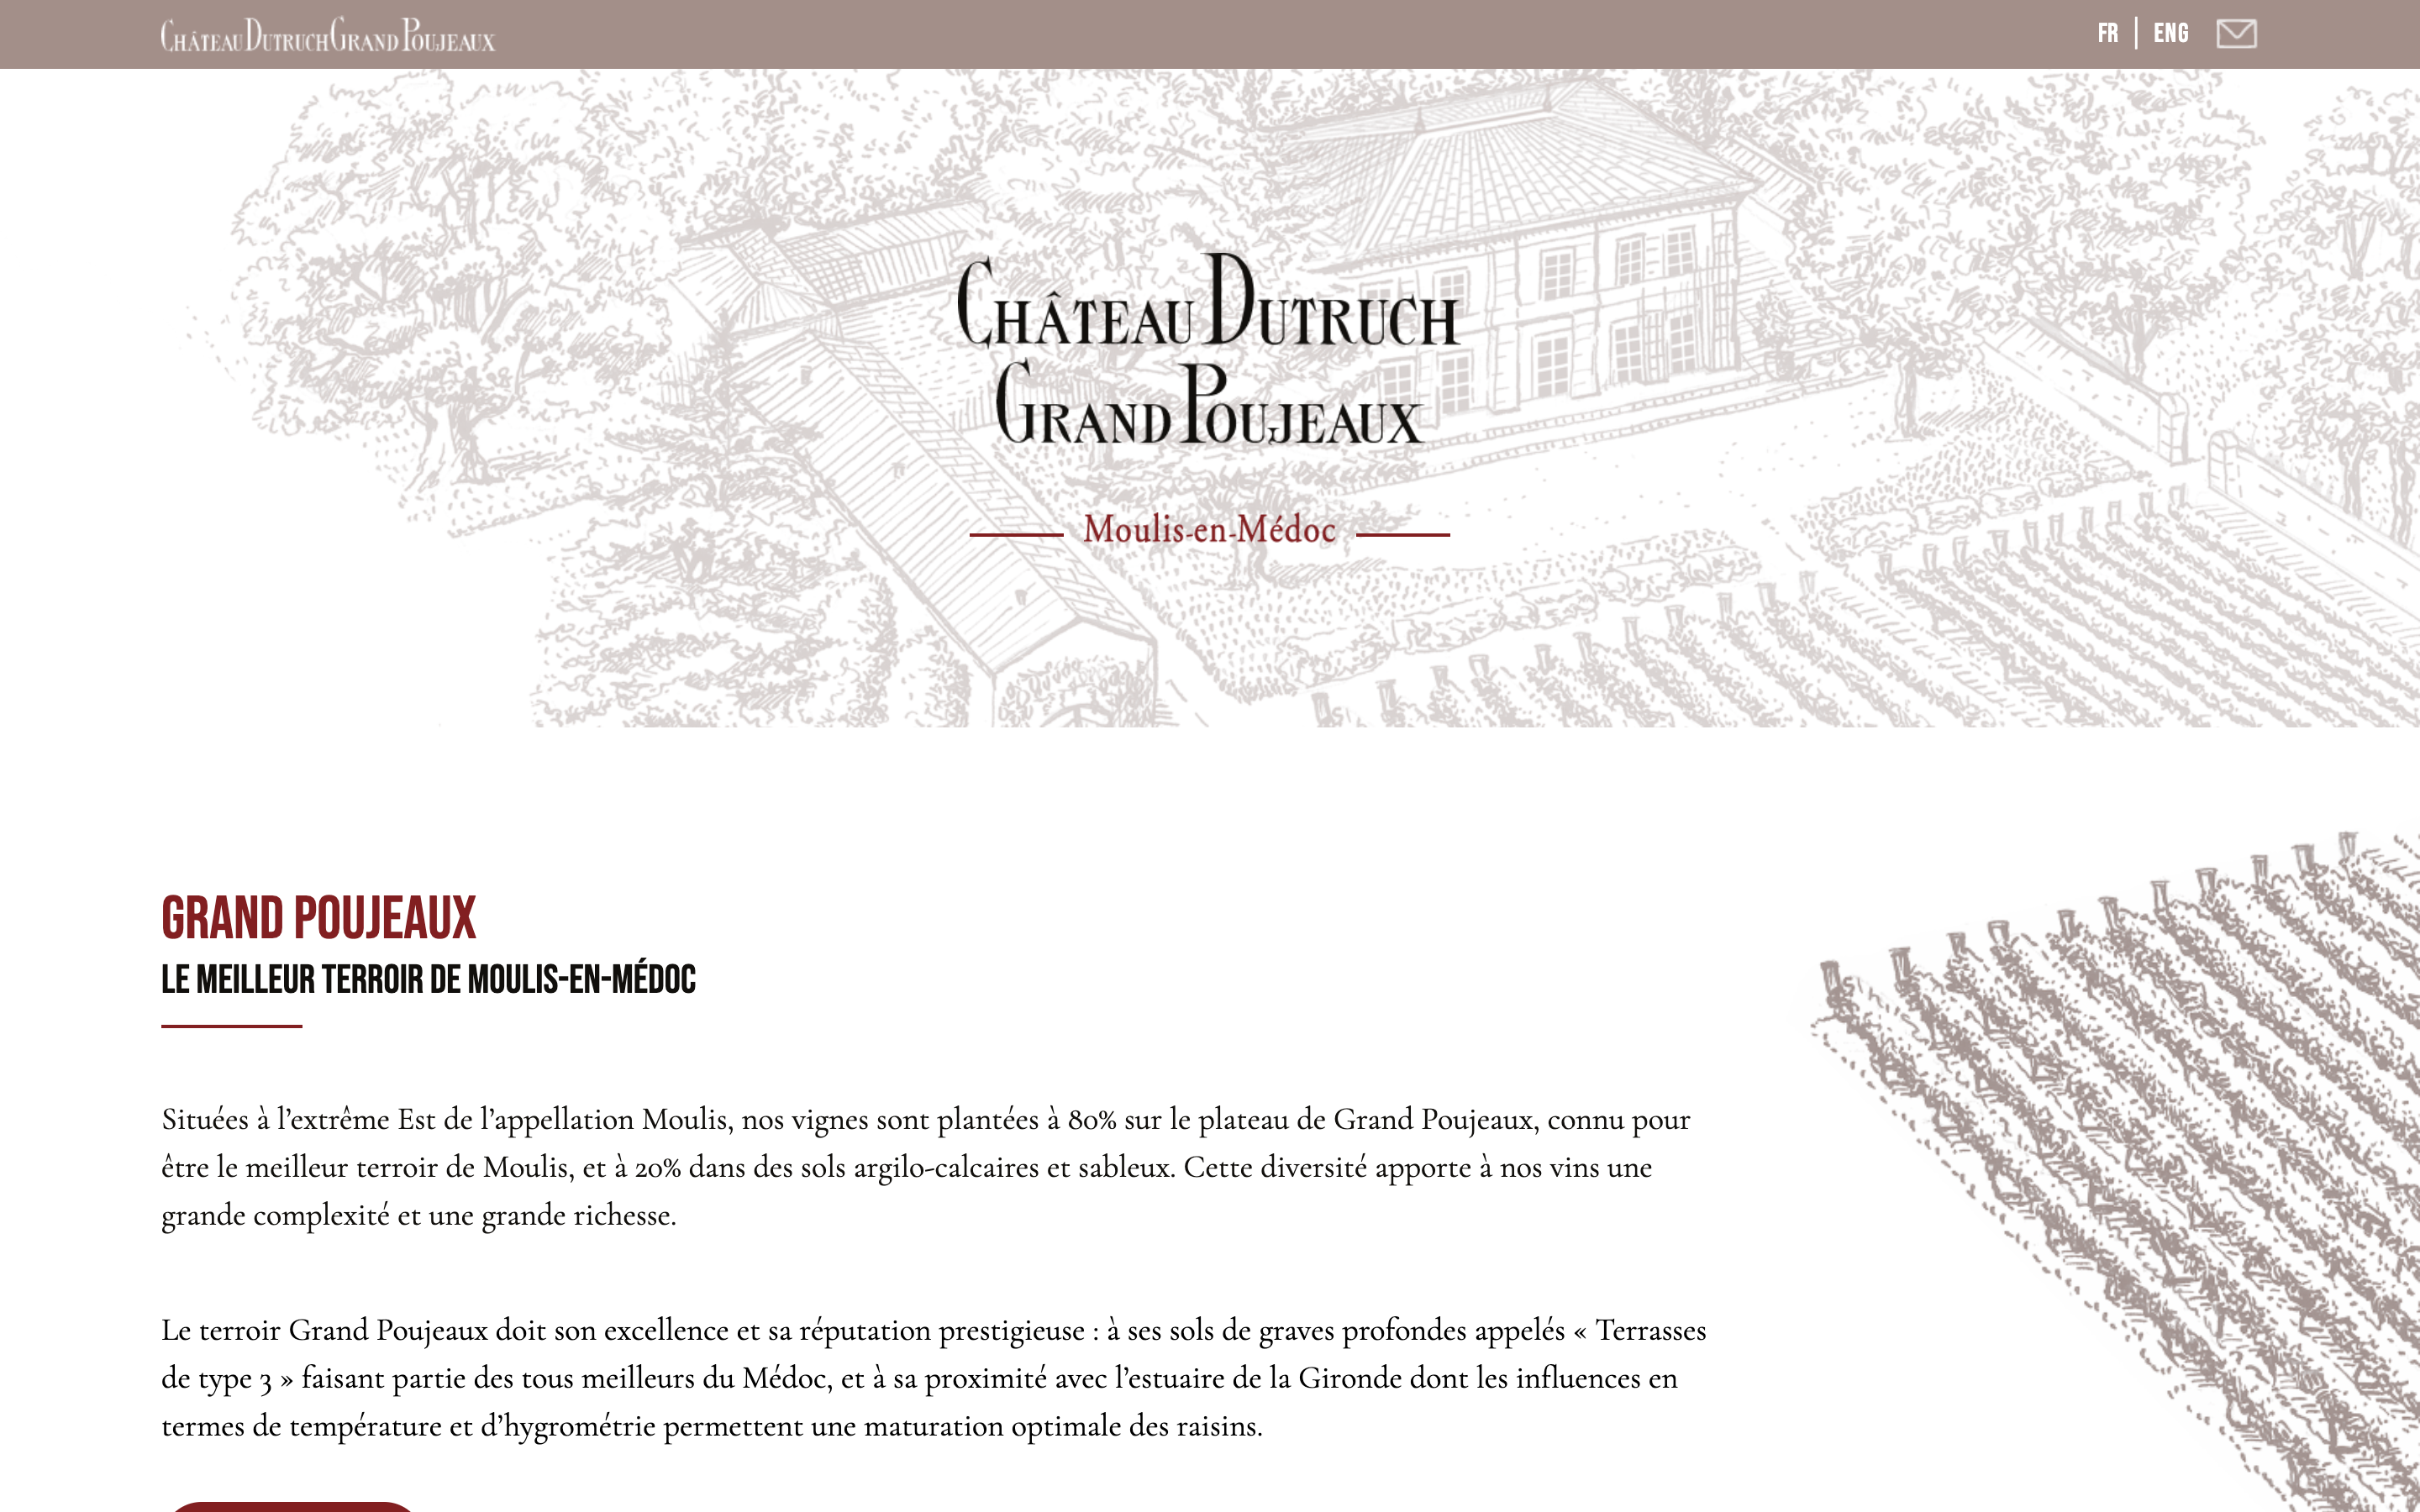 CHÂTEAU DUTRUCH GRAND POUJEAUX
FR | ENG
CHÂTEAU DUTRUCH
GRAND POUJEAUX
Moulis-en-Médoc
GRAND POUJEAUX
LE MEILLEUR TERROIR DE MOULIS-EN-MÉDOC
Situées à l’extrême Est de l’appellation Moulis, nos vignes sont plantées à 80% sur le plateau de Grand Poujeaux, connu pour
être le meilleur terroir de Moulis, et à 20% dans des sols argilo-calcaires et sableux. Cette diversité apporte à nos vins une
grande complexité et une grande richesse.
Le terroir Grand Poujeaux doit son excellence et sa réputation prestigieuse : à ses sols de graves profondes appelés « Terrasses
de type 3 » faisant partie des tous meilleurs du Médoc, et à sa proximité avec l’estuaire de la Gironde dont les influences en
termes de température et d’hygrométrie permettent une maturation optimale des raisins.